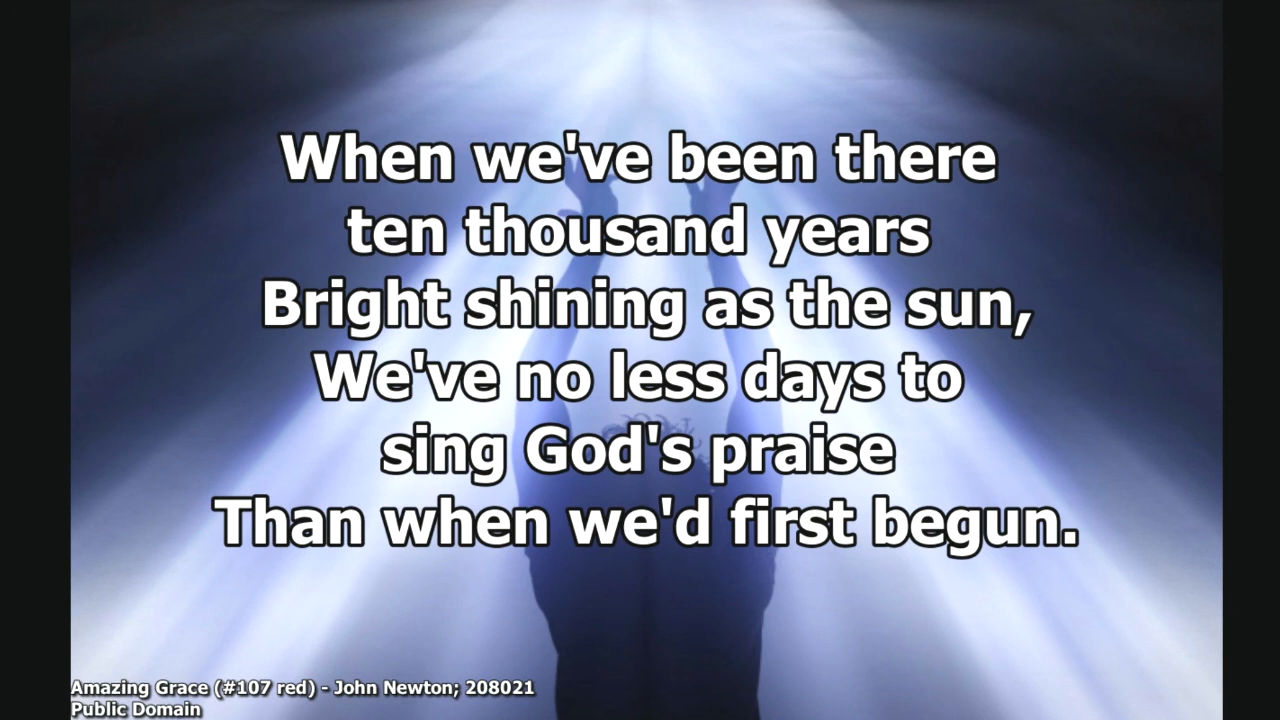 When we've been there
ten thousand years
Bright shining as the sun,
We've no less days to
sing God's praise
Than when we'd first begun.
Amazing Grace (#107 red) - John Newton; 208021
Public Domain